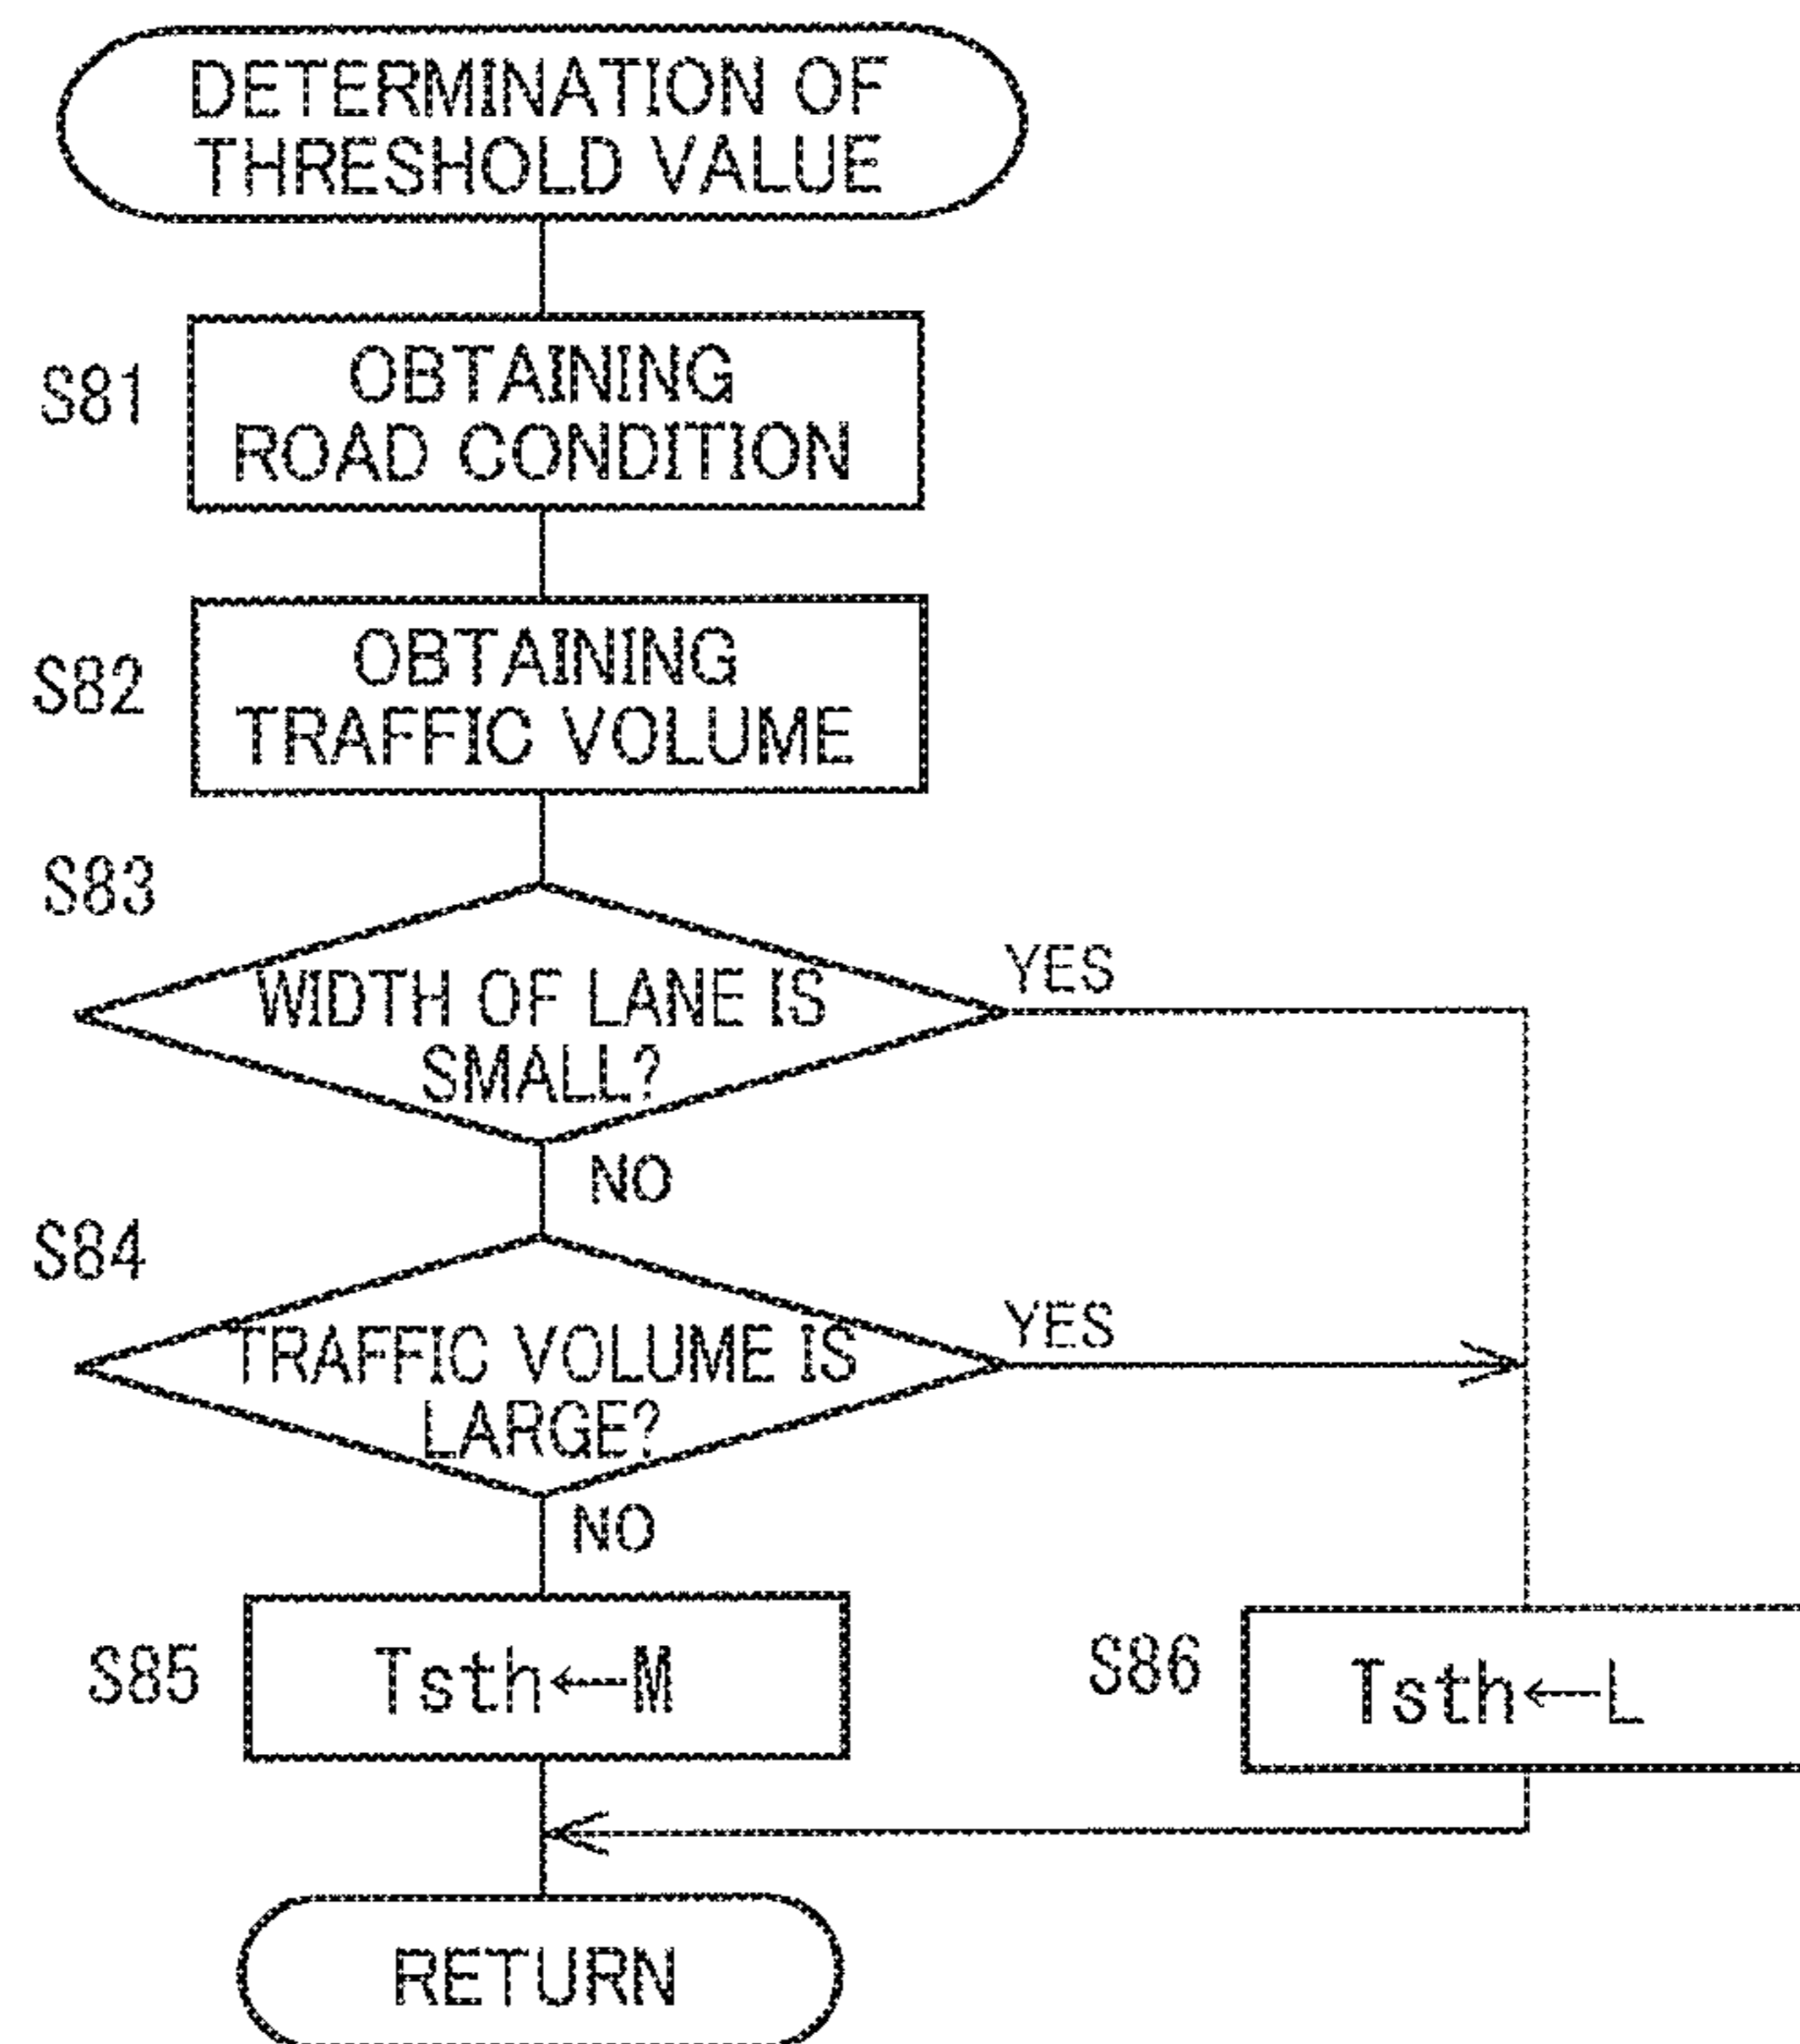 DETERMINATION OF
THRESHOLD VALUE
S81
OBTAINING
ROAD CONDITION
S82
OBTAINING
TRAFFIC VOLUME
S83
WIDTH OF LANE IS
SMALL?
YES
NO
S84
TRAFFIC VOLUME IS
LARGE?
YES
NO
S85
Tsth←M
S86
Tsth←L
RETURN